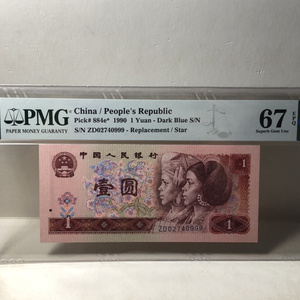 PMG
PAPER MONEY GUARANTY
China / People's Republic
Pick# 884e* 1990 1 Yuan - Dark Blue S/N
S/N ZD02740999 - Replacement / Star
67 EPQ
Superb Gem Unc
中国人民银行
1
壹圆
1
1
ZD02740999